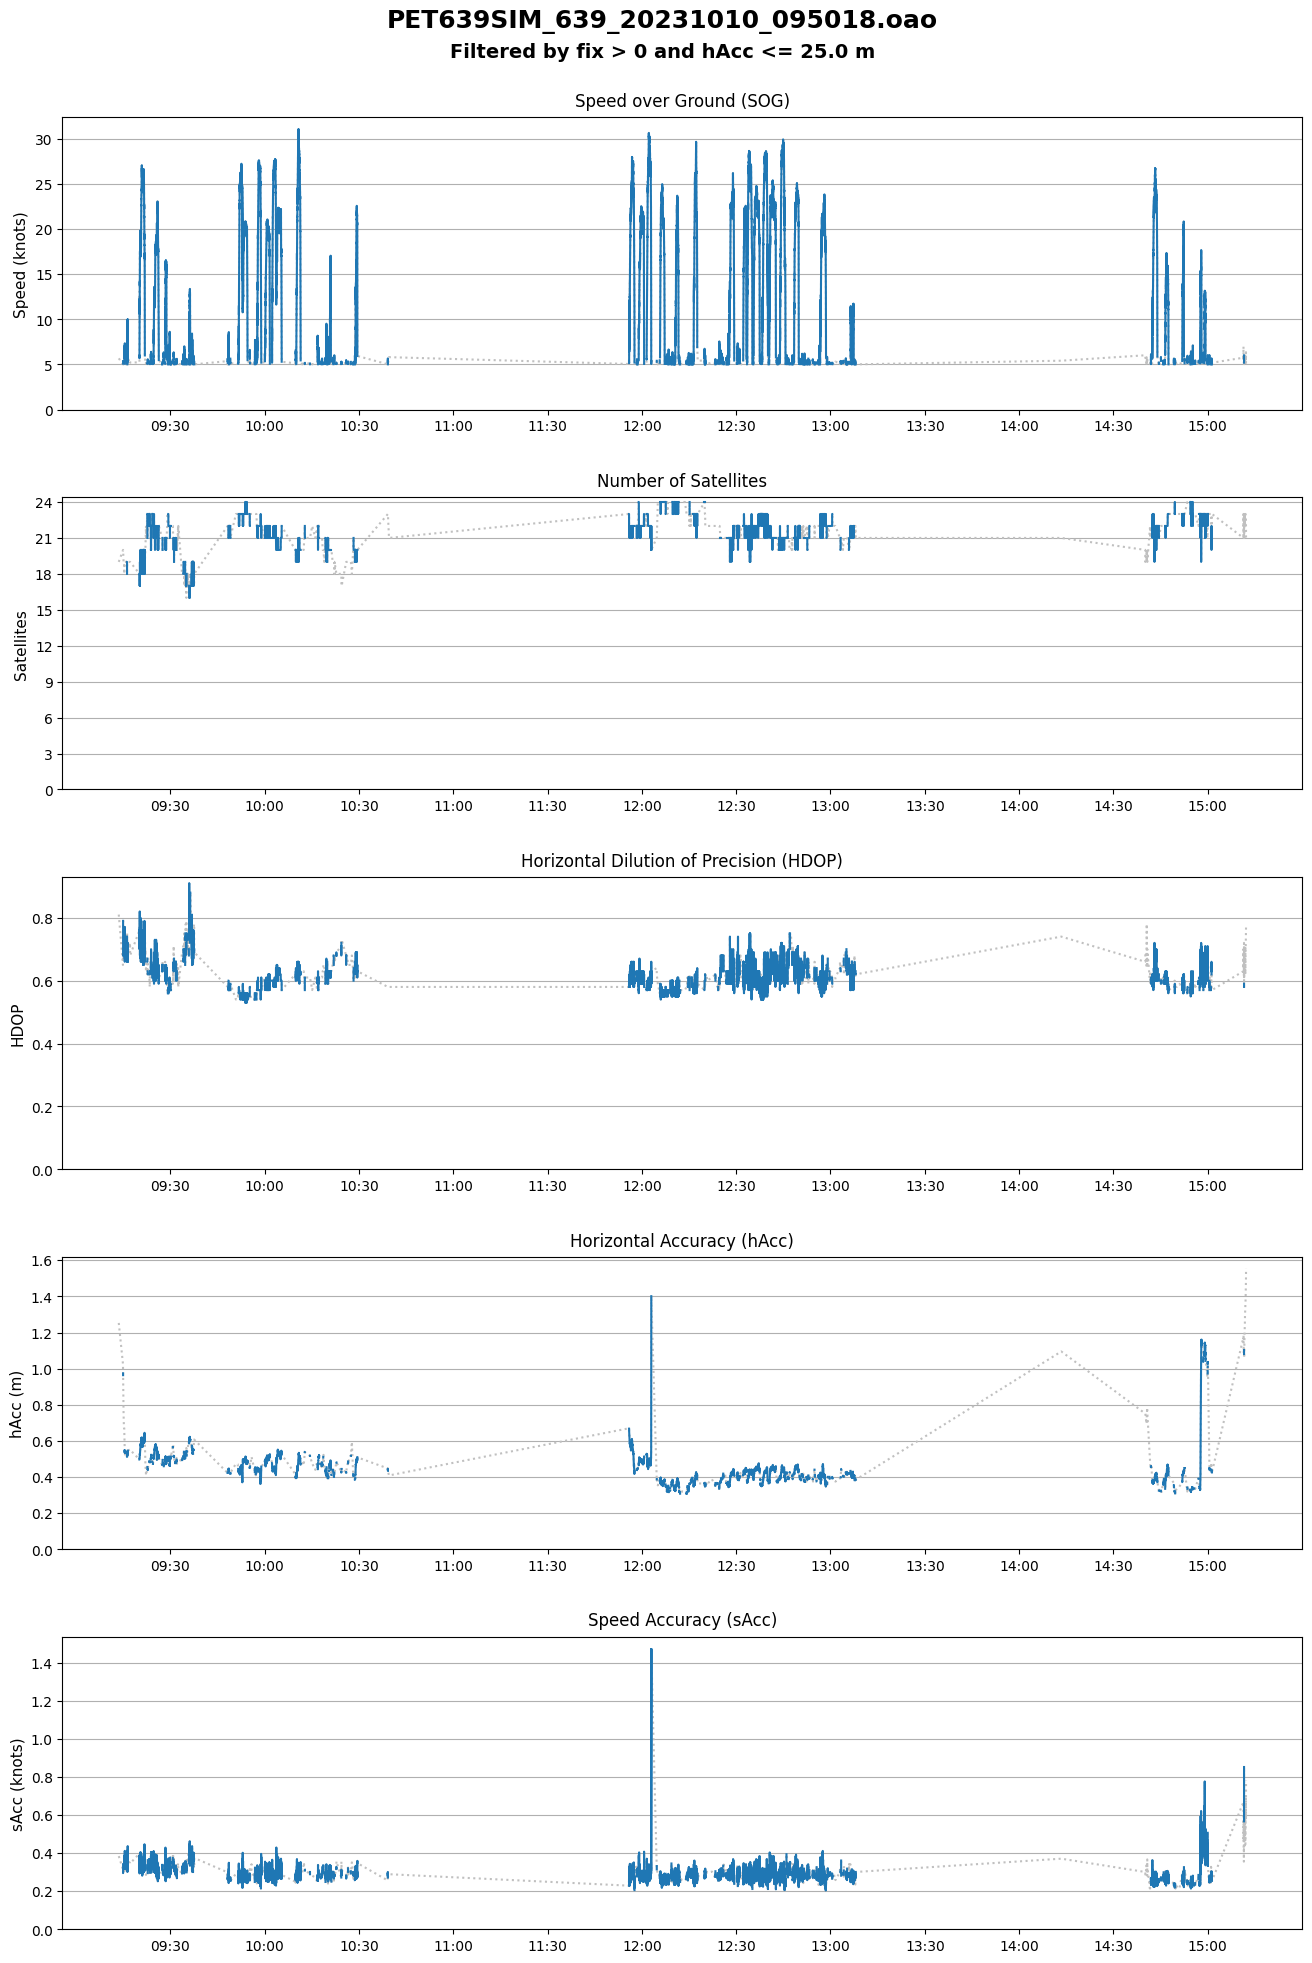 PET639SIM_639_20231010_095018.oao
Filtered by fix > 0 and hAcc <= 25.0 m
Speed over Ground (SOG)
Speed (knots)
30
25
20
15
10
5
0
09:30 10:00 10:30 11:00 11:30 12:00 12:30 13:00 13:30 14:00 14:30 15:00
Number of Satellites
Satellites
24
21
18
15
12
9
6
3
0
09:30 10:00 10:30 11:00 11:30 12:00 12:30 13:00 13:30 14:00 14:30 15:00
Horizontal Dilution of Precision (HDOP)
HDOP
0.8
0.6
0.4
0.2
0.0
09:30 10:00 10:30 11:00 11:30 12:00 12:30 13:00 13:30 14:00 14:30 15:00
Horizontal Accuracy (hAcc)
hAcc (m)
1.6
1.4
1.2
1.0
0.8
0.6
0.4
0.2
0.0
09:30 10:00 10:30 11:00 11:30 12:00 12:30 13:00 13:30 14:00 14:30 15:00
Speed Accuracy (sAcc)
sAcc (knots)
1.4
1.2
1.0
0.8
0.6
0.4
0.2
0.0
09:30 10:00 10:30 11:00 11:30 12:00 12:30 13:00 13:30 14:00 14:30 15:00